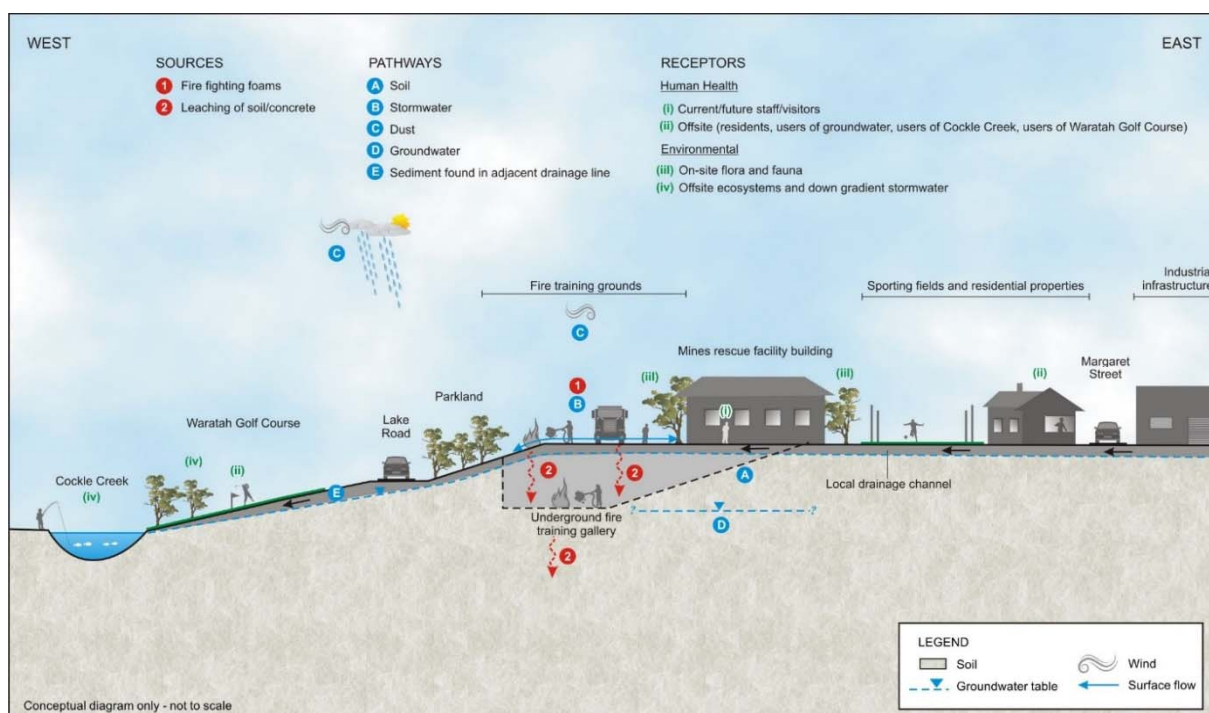 WEST
EAST
SOURCES
1 Fire fighting foams
2 Leaching of soil/concrete
PATHWAYS
A Soil
B Stormwater
C Dust
D Groundwater
E Sediment found in adjacent drainage line
RECEPTORS
Human Health
(i) Current/future staff/visitors
(ii) Offsite (residents, users of groundwater, users of Cockle Creek, users of Waratah Golf Course)
Environmental
(iii) On-site flora and fauna
(iv) Offsite ecosystems and down gradient stormwater
C
Fire training grounds
C
Sporting fields and residential properties
Industria
infrastructure
Mines rescue facility building
1
B
(iii)
(iii)
(ii)
Margaret
Street
Parkland
Lake
Road
Waratah Golf Course
(i)
(iv)
(ii)
Cockle Creek
(iv)
E
2
2
A
Local drainage channel
Underground fire
training gallery
?
?
D
2
LEGEND
Soil
Wind
Groundwater table
Surface flow
Conceptual diagram only - not to scale